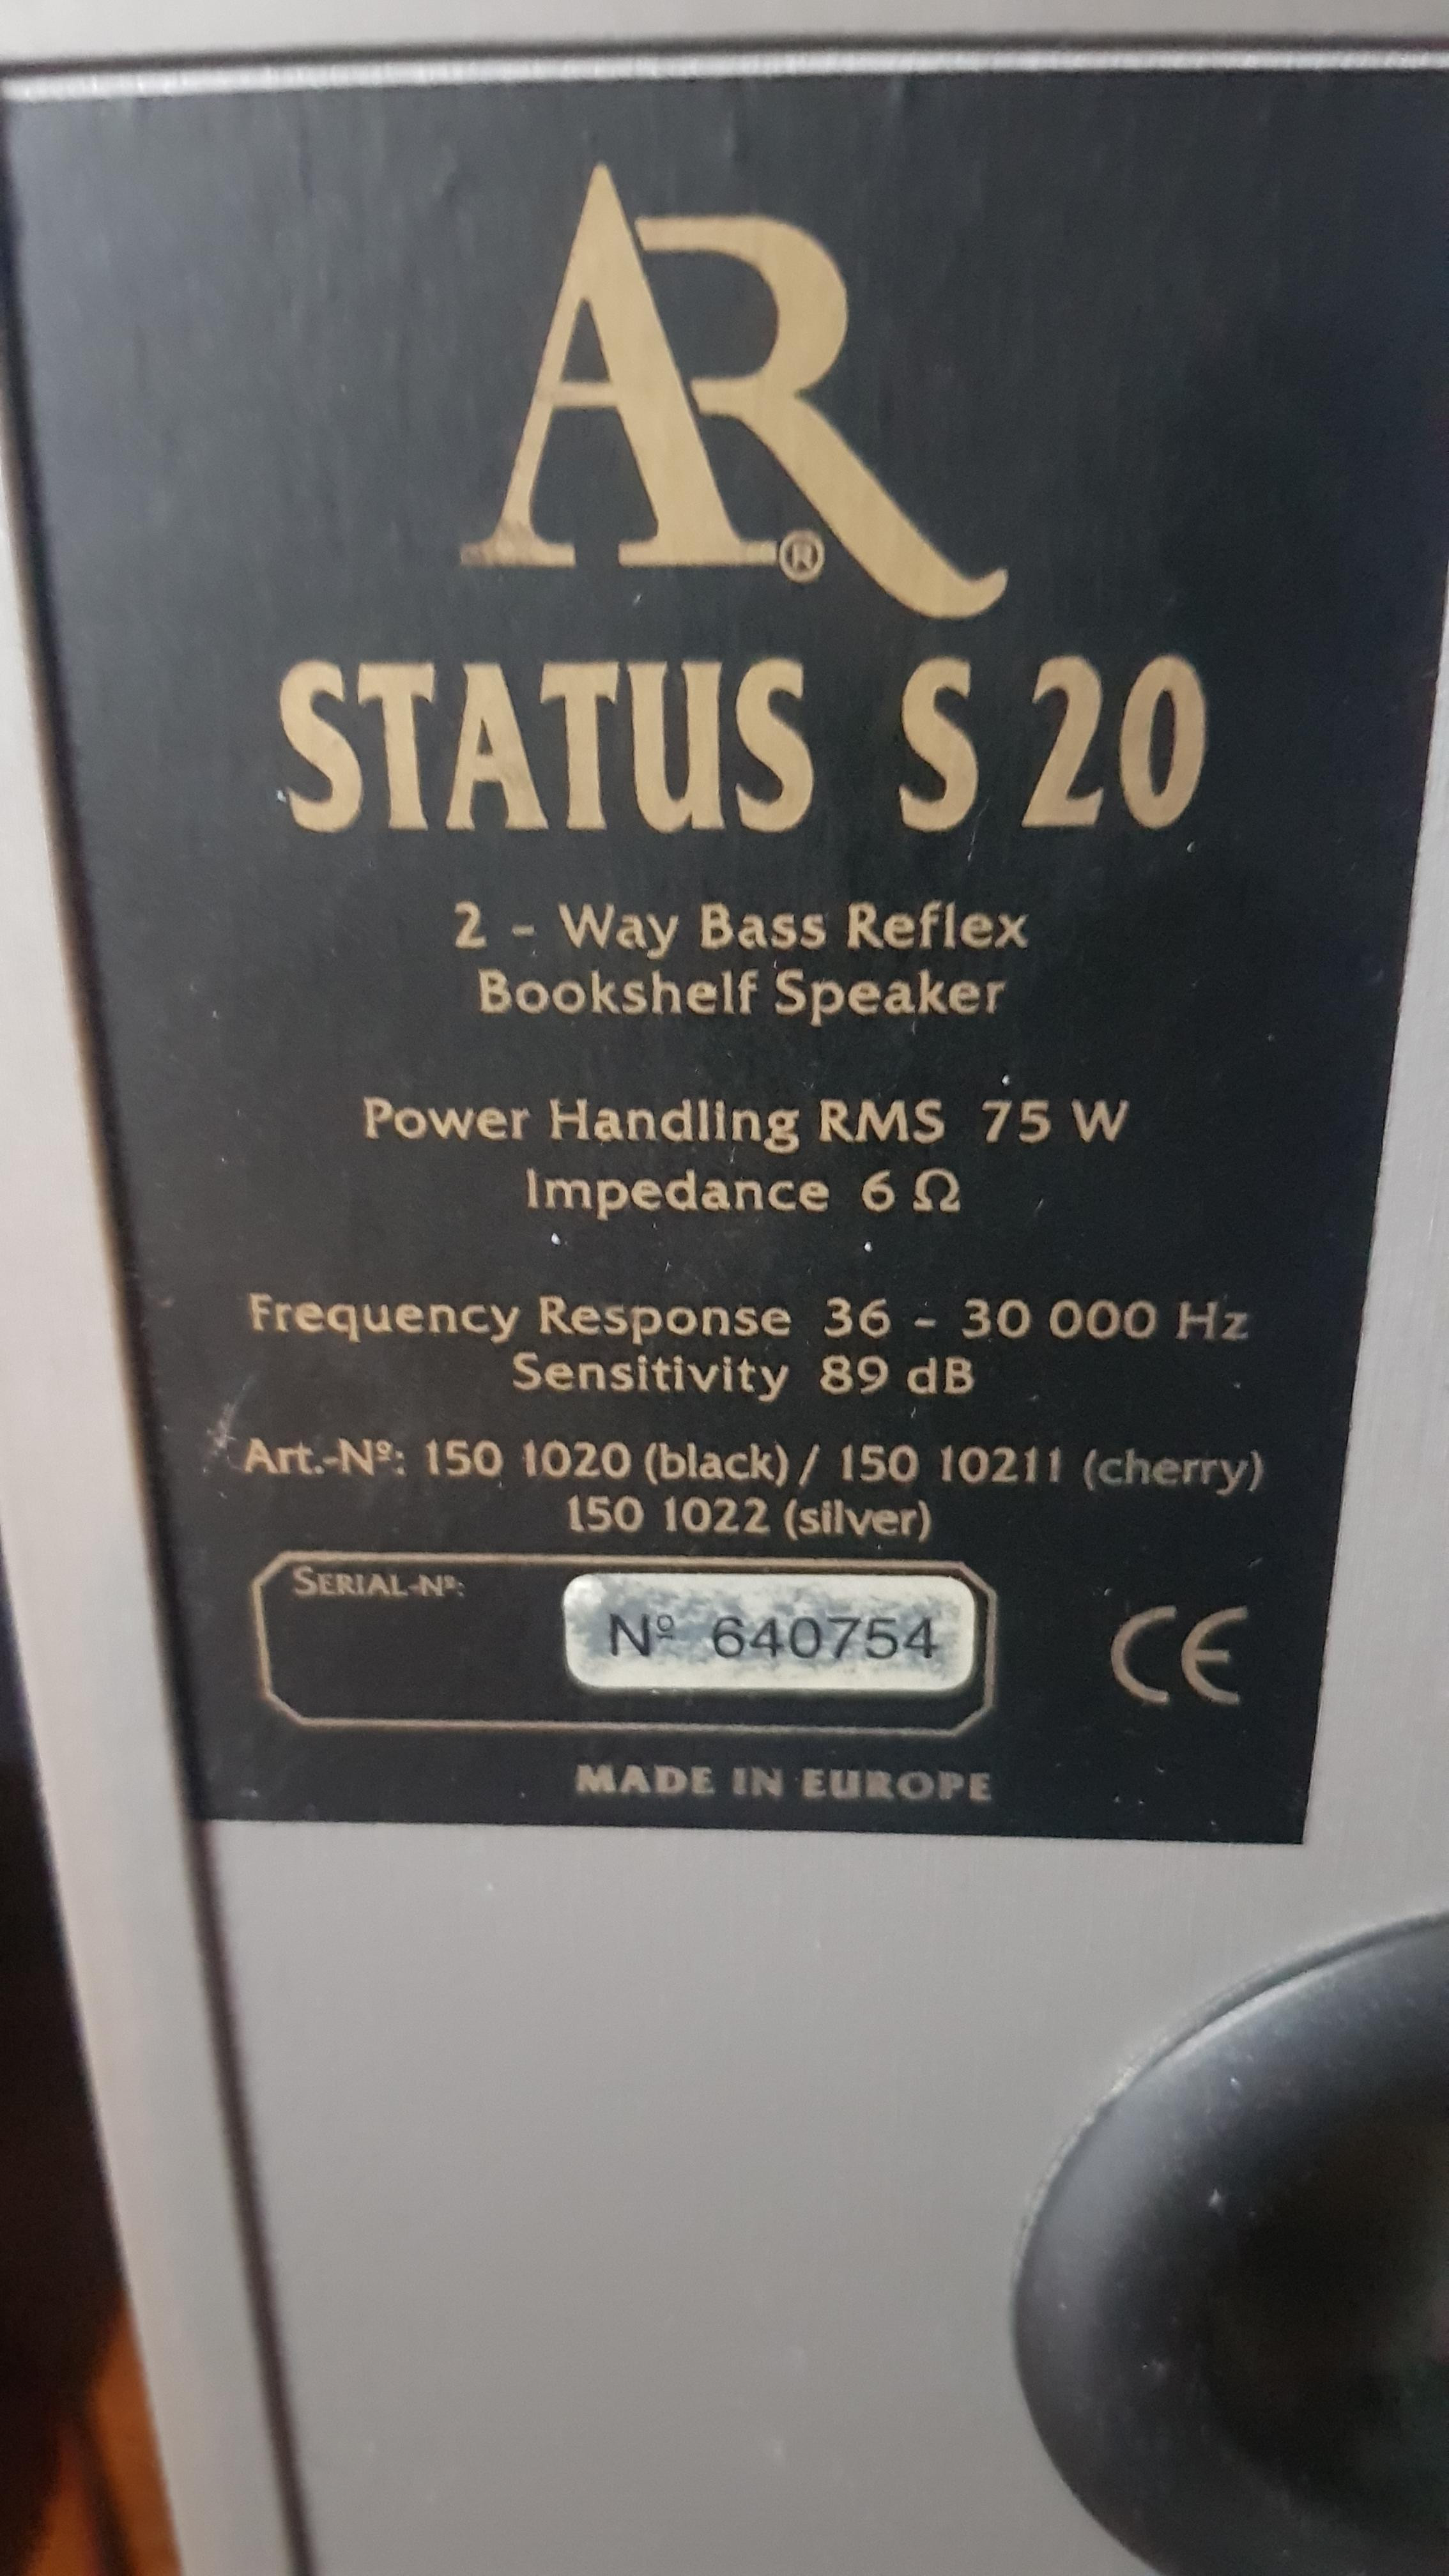 AR®
STATUS S 20
2 - Way Bass Reflex
Bookshelf Speaker
Power Handling RMS 75 W
Impedance 6 Ω
Frequency Response 36 - 30 000 Hz
Sensitivity 89 dB
Art.-Nº: 150 1020 (black) / 150 10211 (cherry)
150 1022 (silver)
SERIAL-Nº:
Nº 640754
CE
MADE IN EUROPE